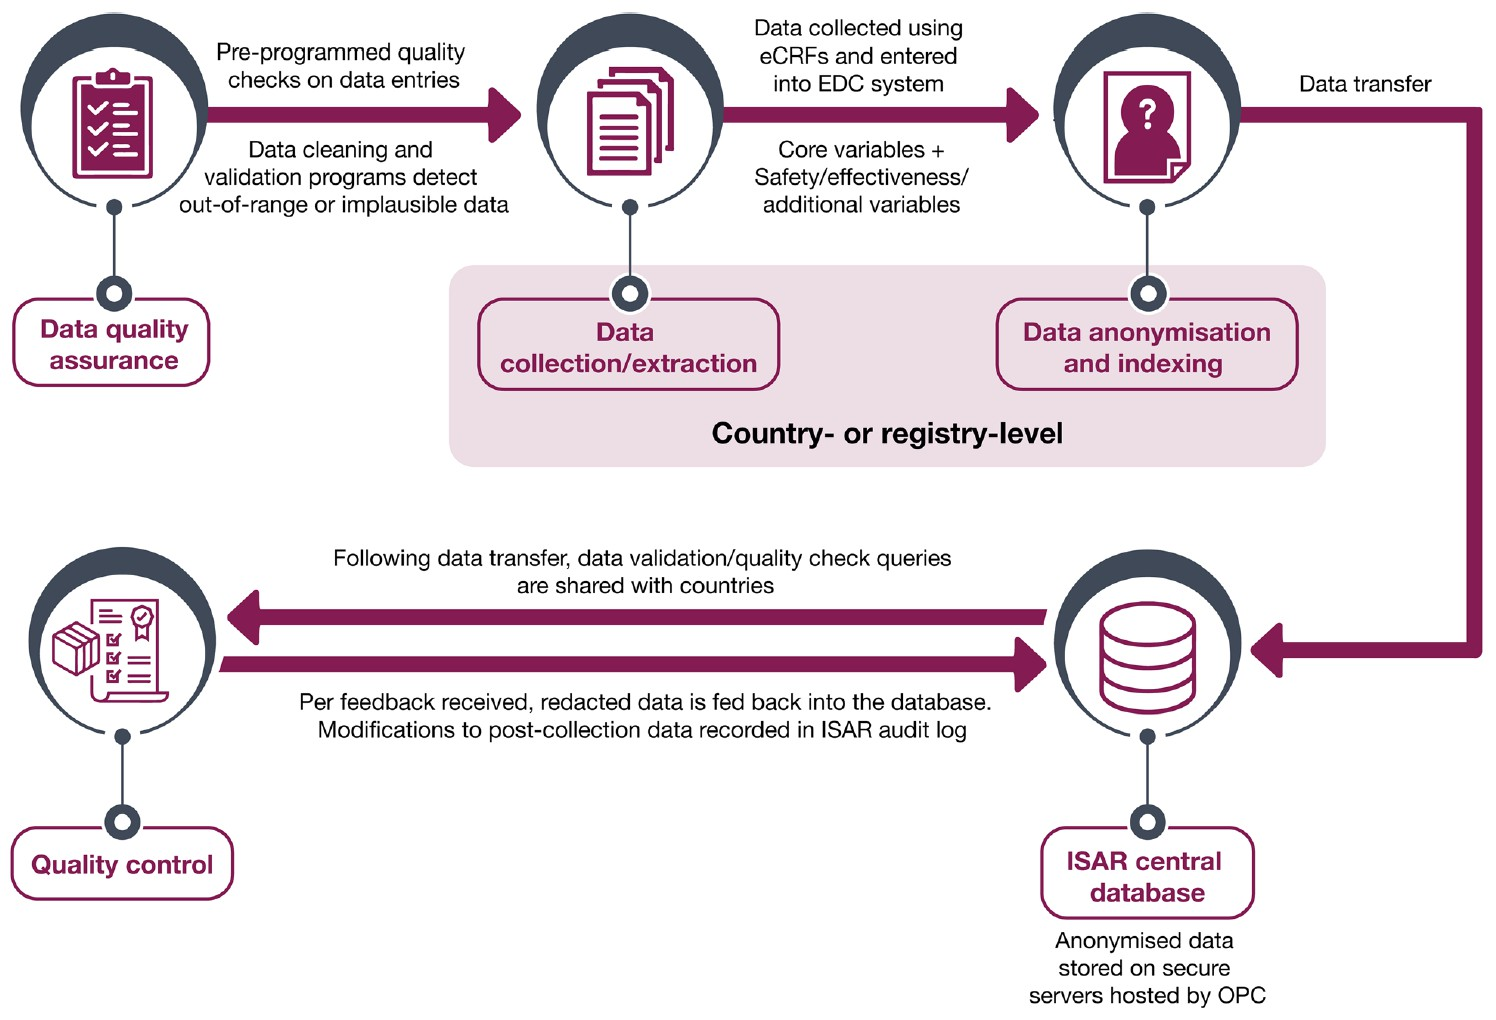 Pre-programmed quality
checks on data entries
Data cleaning and
validation programs detect
out-of-range or implausible data
Data collected using
eCRFs and entered
into EDC system
Core variables +
Safety/effectiveness/
additional variables
?
Data transfer
Data quality
assurance
Data
collection/extraction
Data anonymisation
and indexing
Country- or registry-level
Following data transfer, data validation/quality check queries
are shared with countries
Per feedback received, redacted data is fed back into the database.
Modifications to post-collection data recorded in ISAR audit log
Quality control
ISAR central
database
Anonymised data
stored on secure
servers hosted by OPC